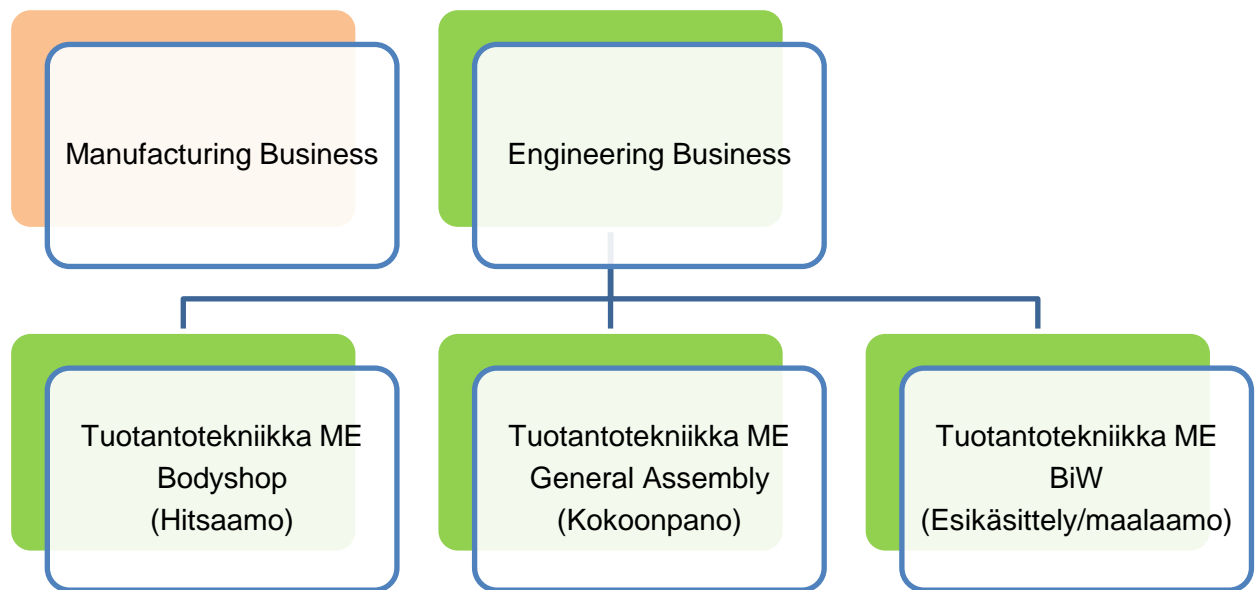 Manufacturing Business
Engineering Business
Tuotantotekniikka ME
Bodyshop
(Hitsaamo)
Tuotantotekniikka ME
General Assembly
(Kokoonpano)
Tuotantotekniikka ME
BiW
(Esikäsittely/maalaamo)